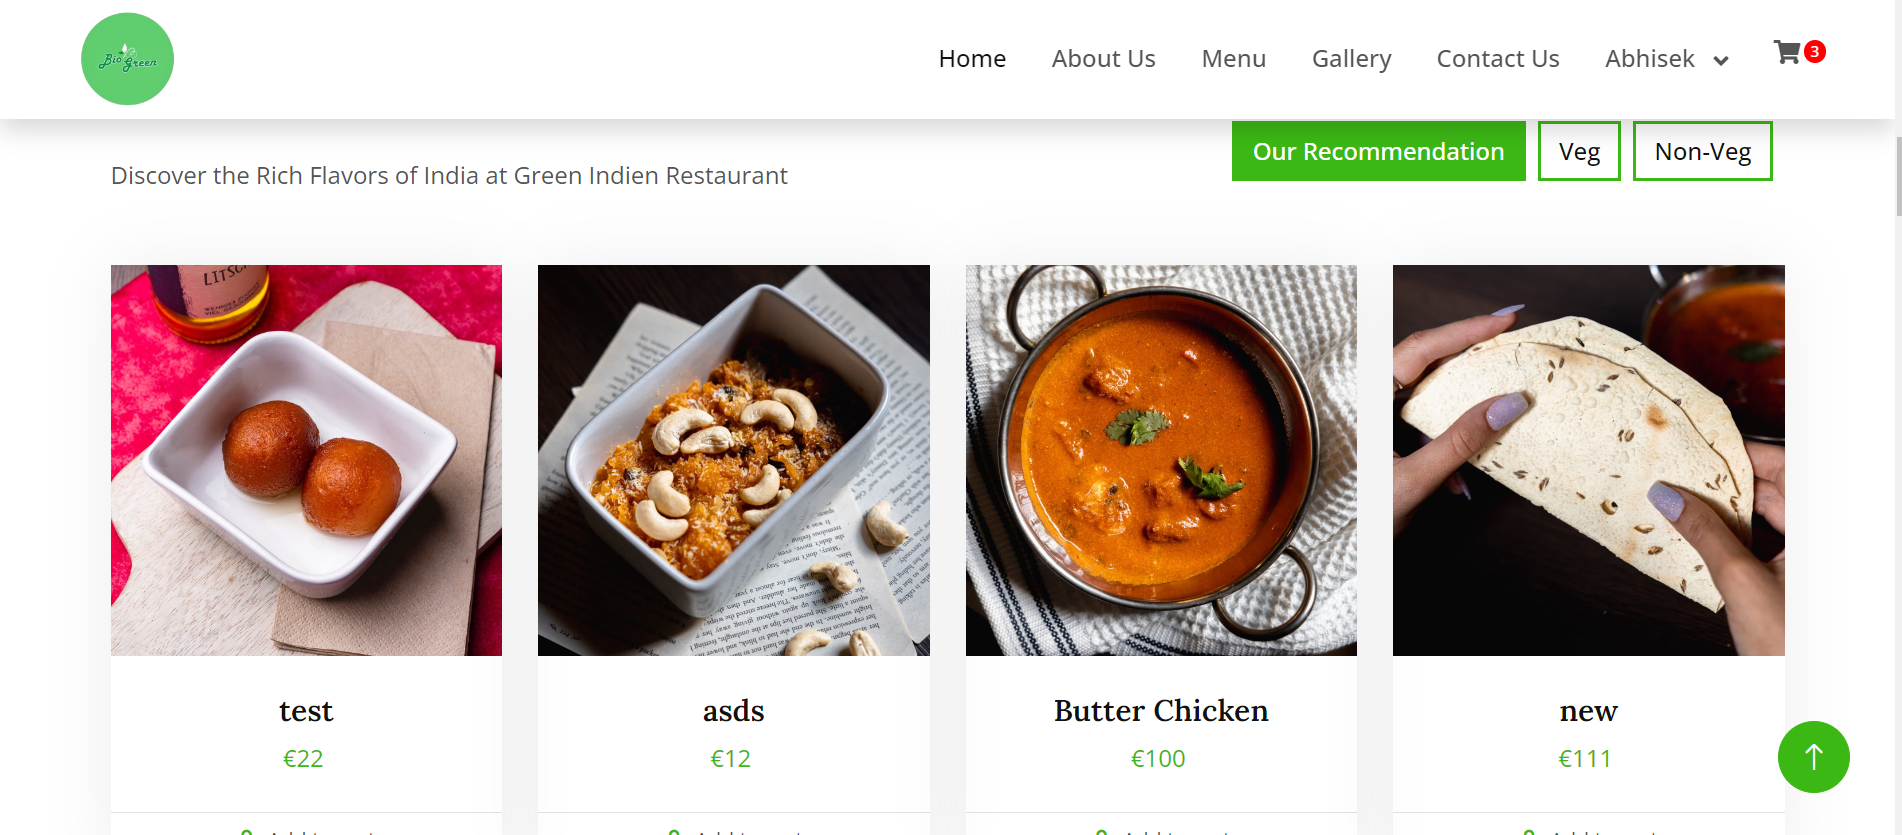 Bio Green
Home
About Us
Menu
Gallery
Contact Us
Abhisek
3
Our Recommendation
Veg
Non-Veg
Discover the Rich Flavors of India at Green Indien Restaurant
test
€22
asds
€12
Butter Chicken
€100
new
€111